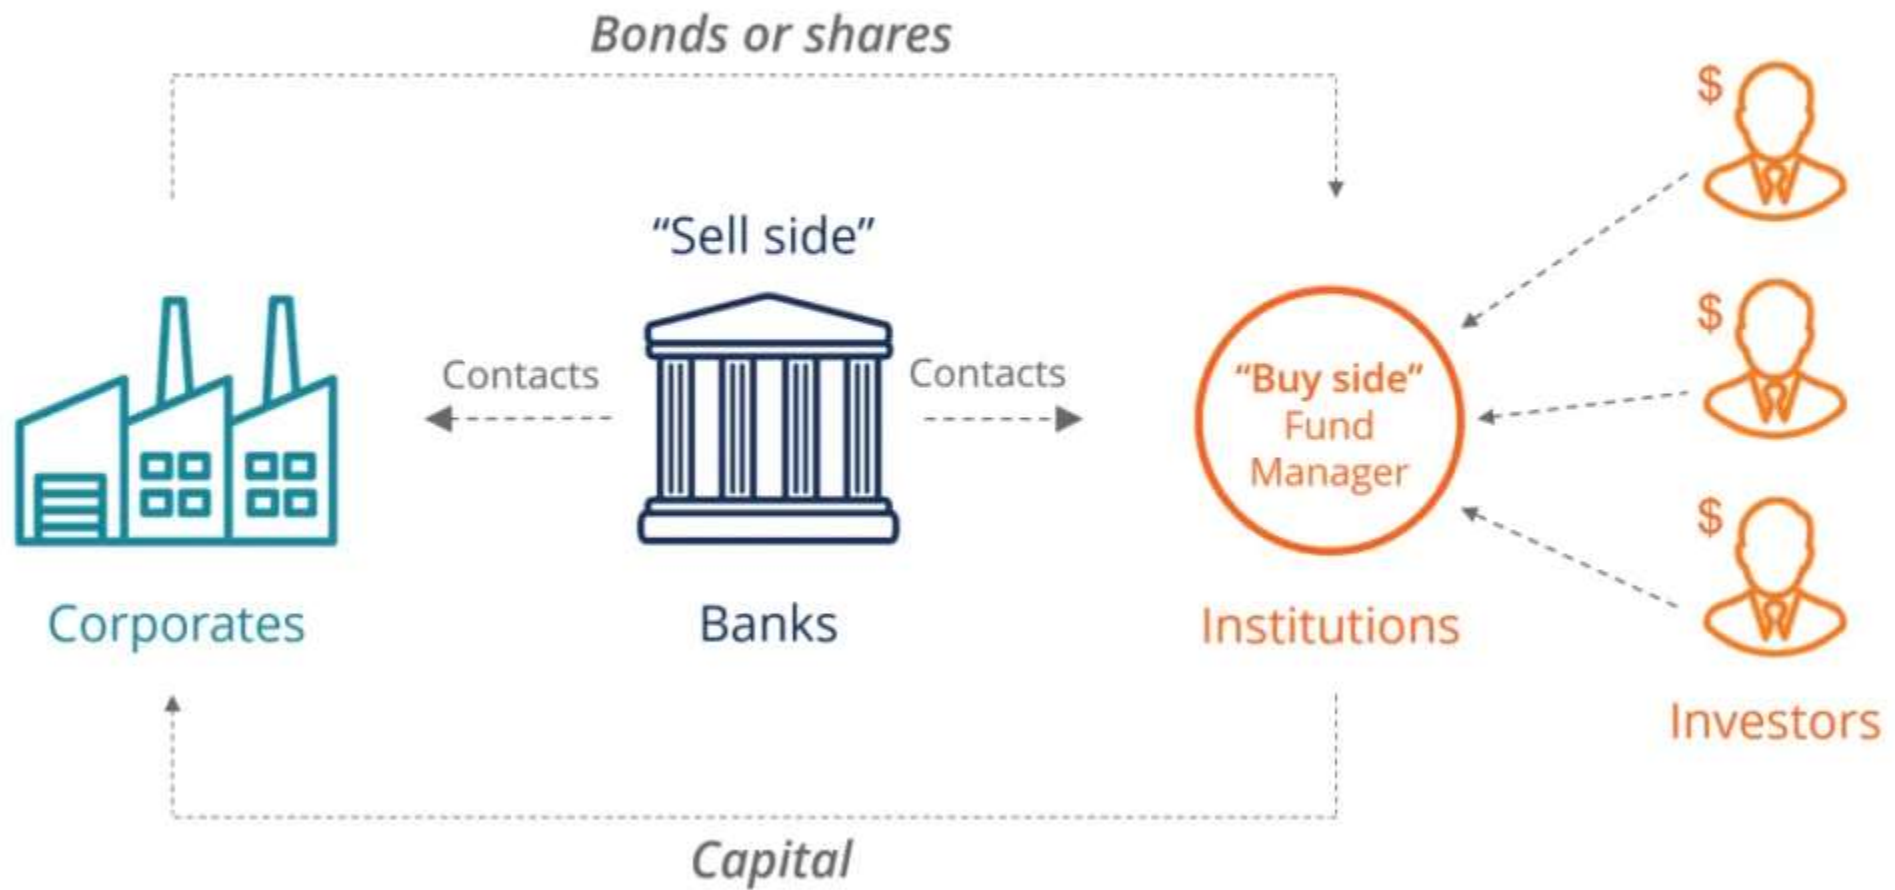 Bonds or shares
$
“Sell side”
$
Contacts
Contacts
“Buy side”
Fund
Manager
$
Corporates
Banks
Institutions
Investors
Capital